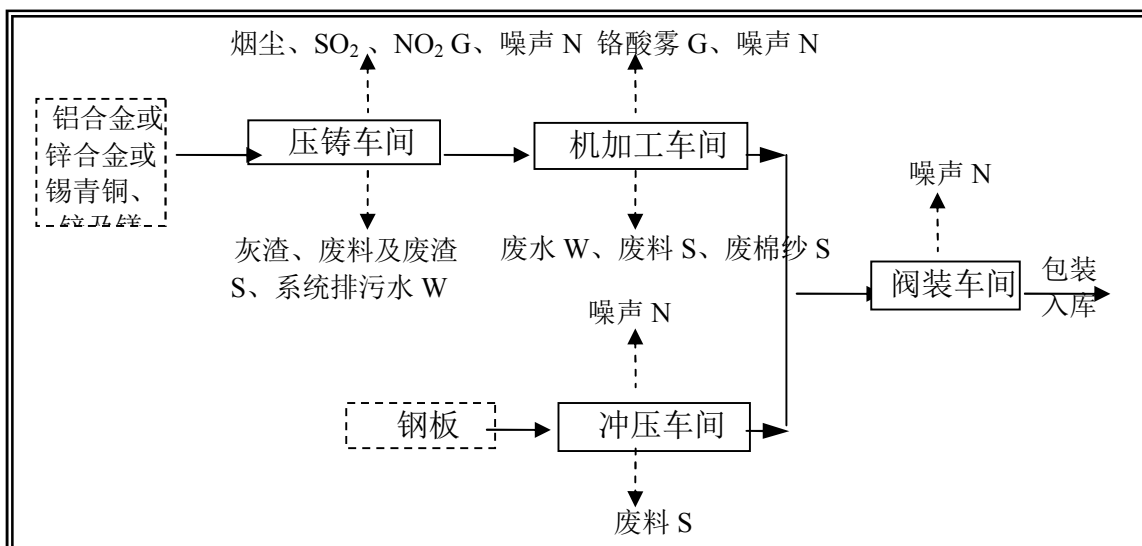 烟尘、SO₂ 、NO₂ G、噪声 N 铬酸雾 G、噪声 N
铝合金或
锌合金或
锡青铜、
压铸车间
机加工车间
噪声 N
灰渣、废料及废渣
S、系统排污水 W
废水 W、废料 S、废棉纱 S
阀装车间
包装
入库
噪声 N
钢板
冲压车间
废料 S